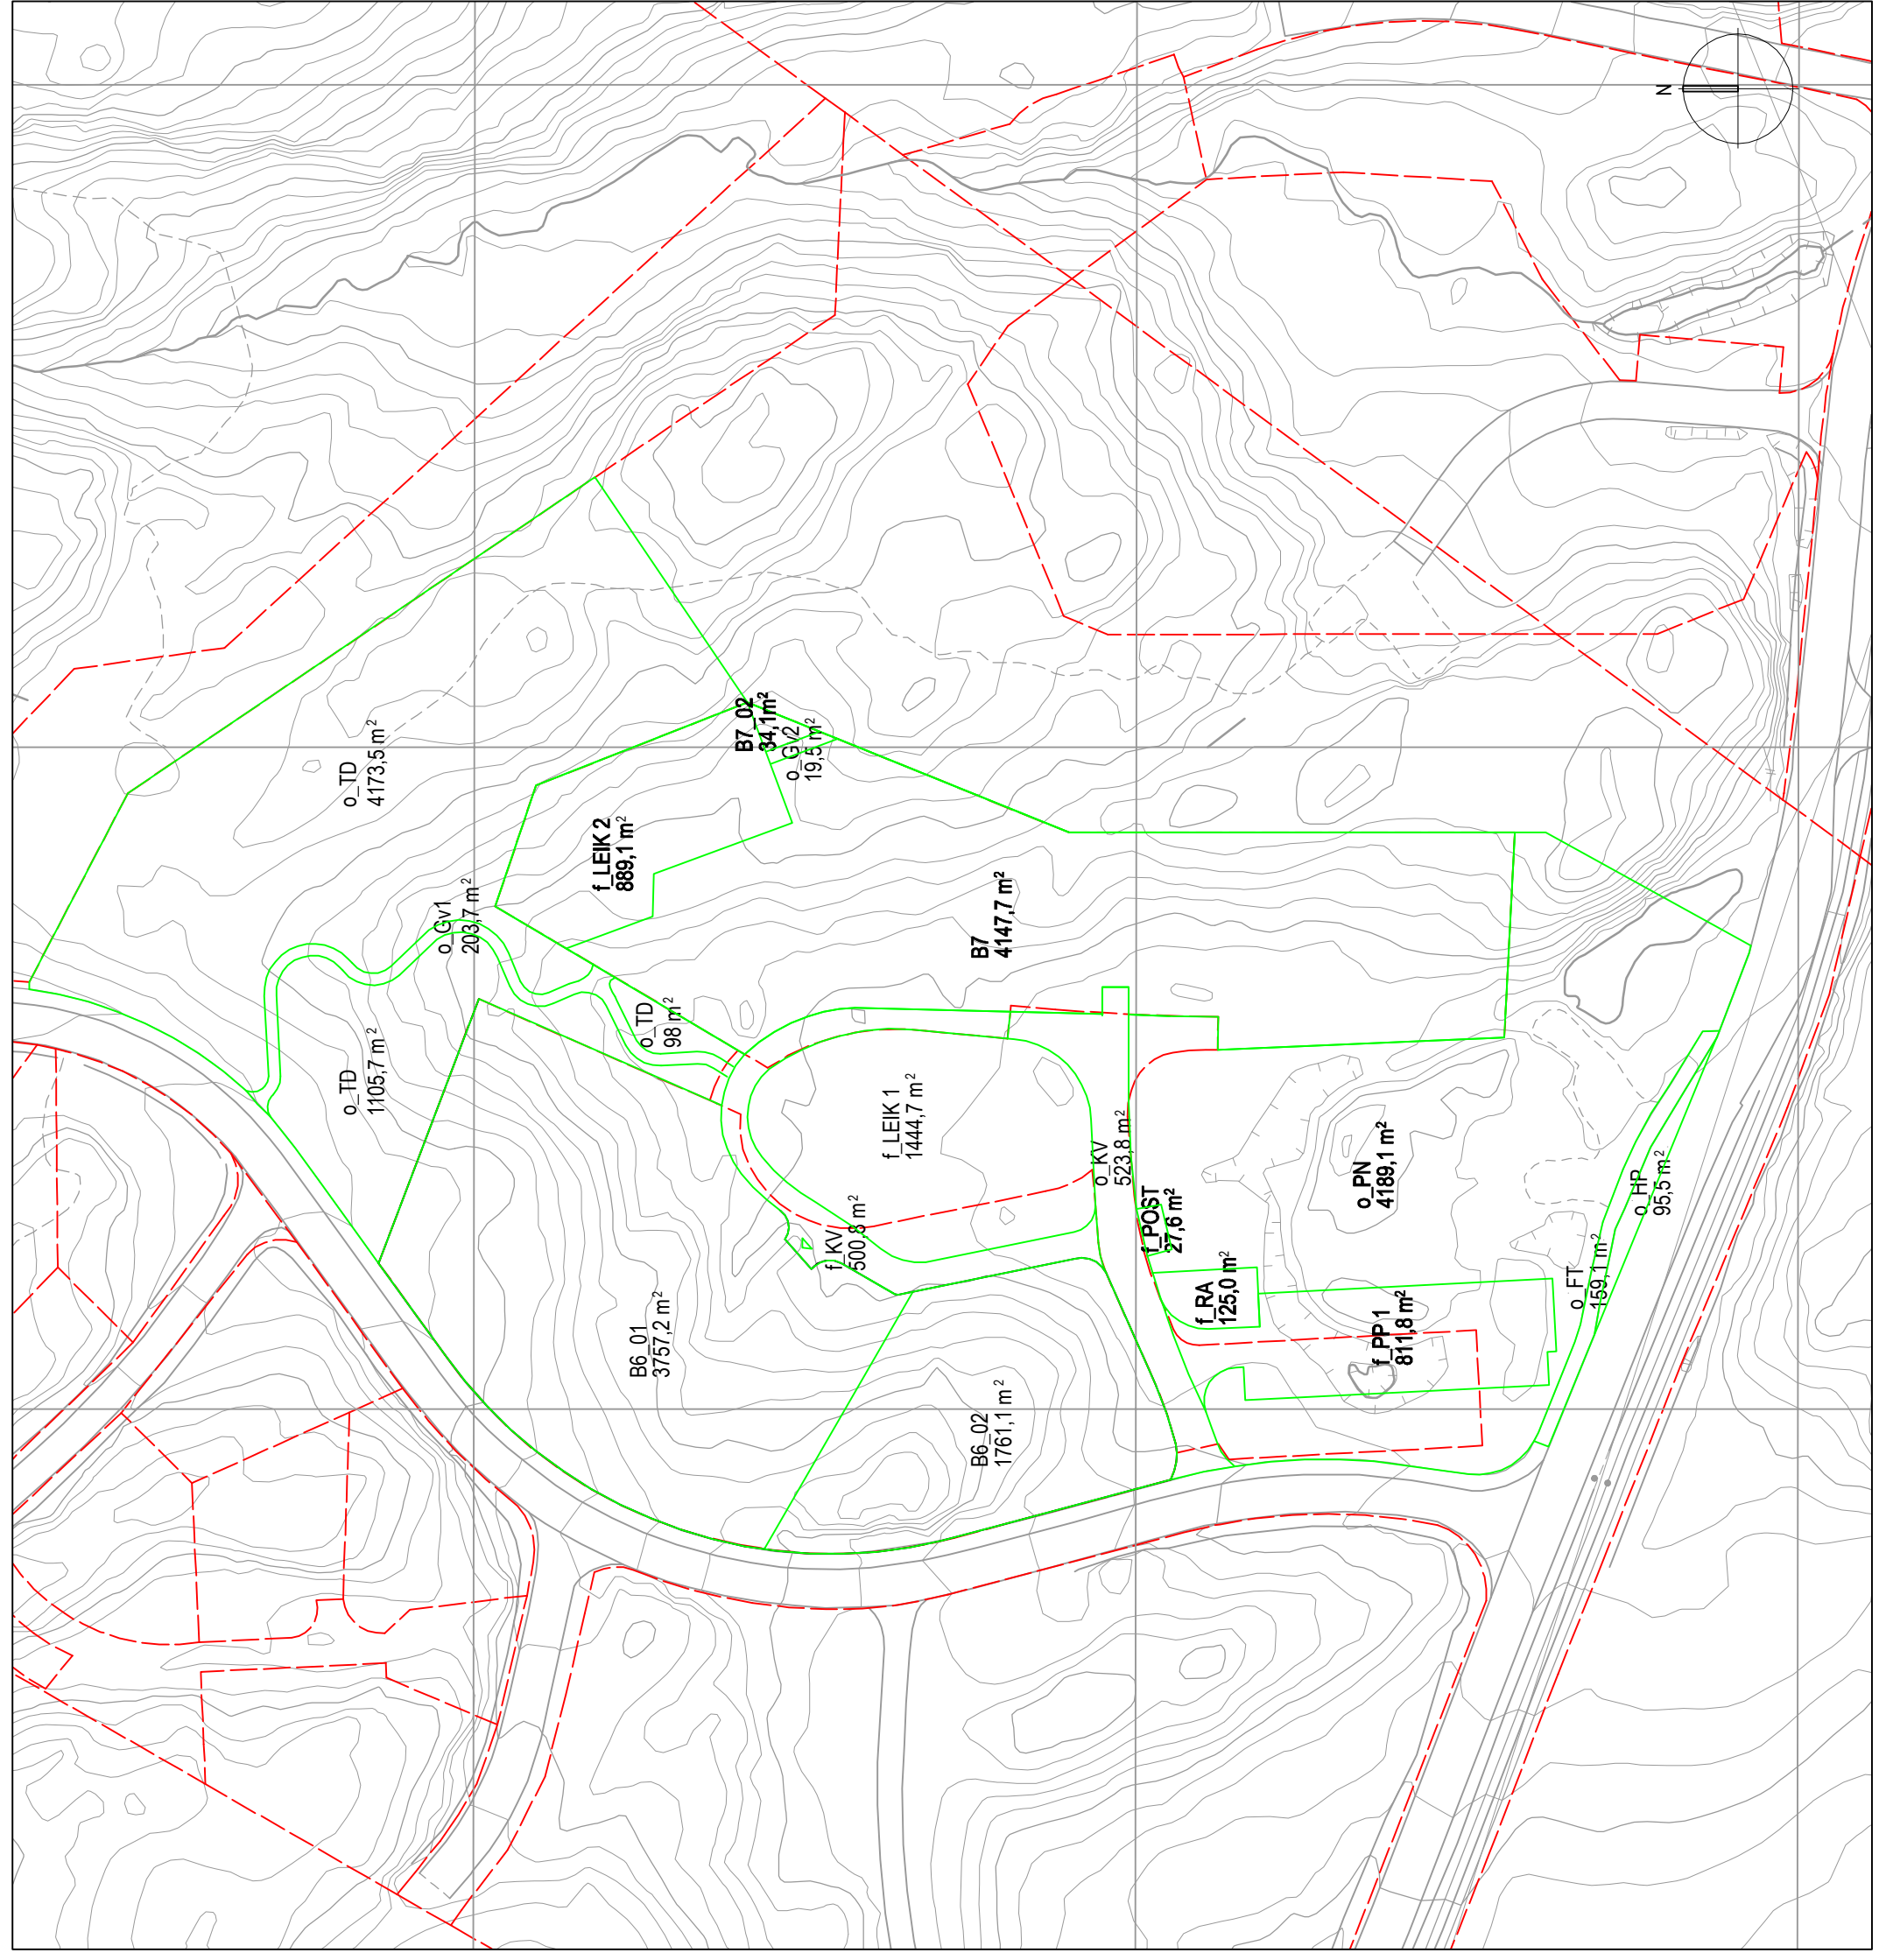 N
o_TD
4173,5 m²
o_Gv1
203,7 m²
o_TD
1105,7 m²
f_LEIK 2
889,1 m²
B7_02
34,1m²
o_Gv2
19,5 m²
o_TD
98 m²
B7
4147,7 m²
f_LEIK 1
1444,7 m²
o_KV
523,8 m²
f_KV
500,8 m²
f_POST
27,6 m²
f_RA
125,0 m²
o_PN
4189,1 m²
f_PP 1
811,8 m²
o_HP
95,5 m²
o_FT
159,1 m²
B6_01
3757,2 m²
B6_02
1761,1 m²